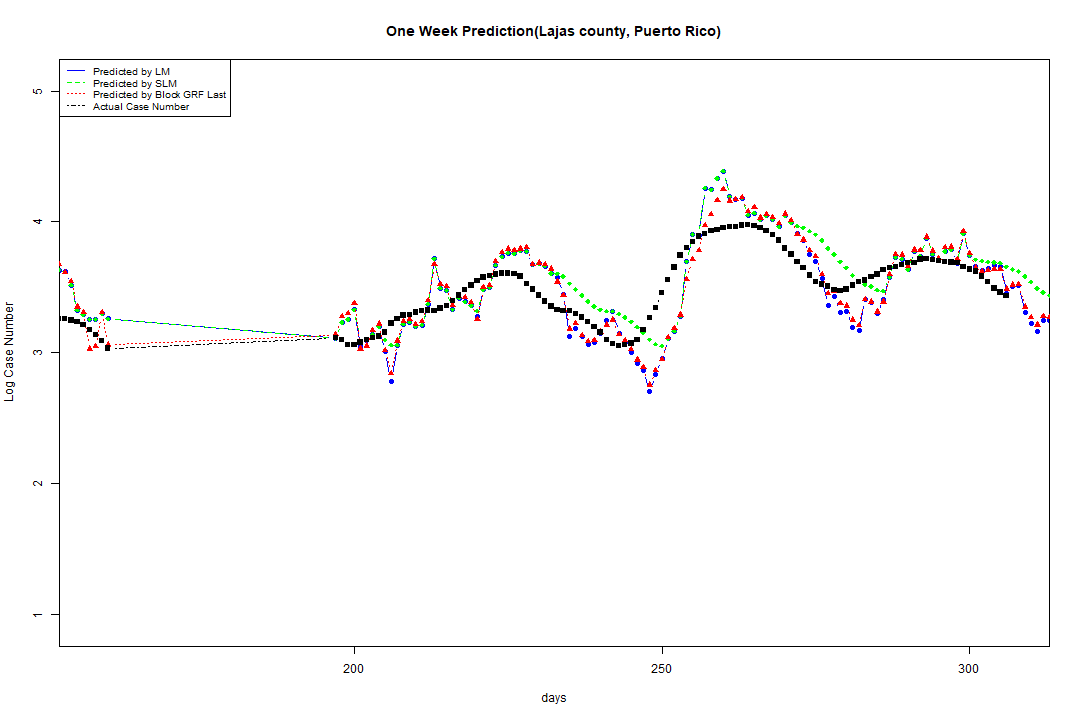 One Week Prediction(Lajas county, Puerto Rico)
Predicted by LM
Predicted by SLM
Predicted by Block GRF Last
Actual Case Number
5
4
3
2
1
Log Case Number
200
250
300
days